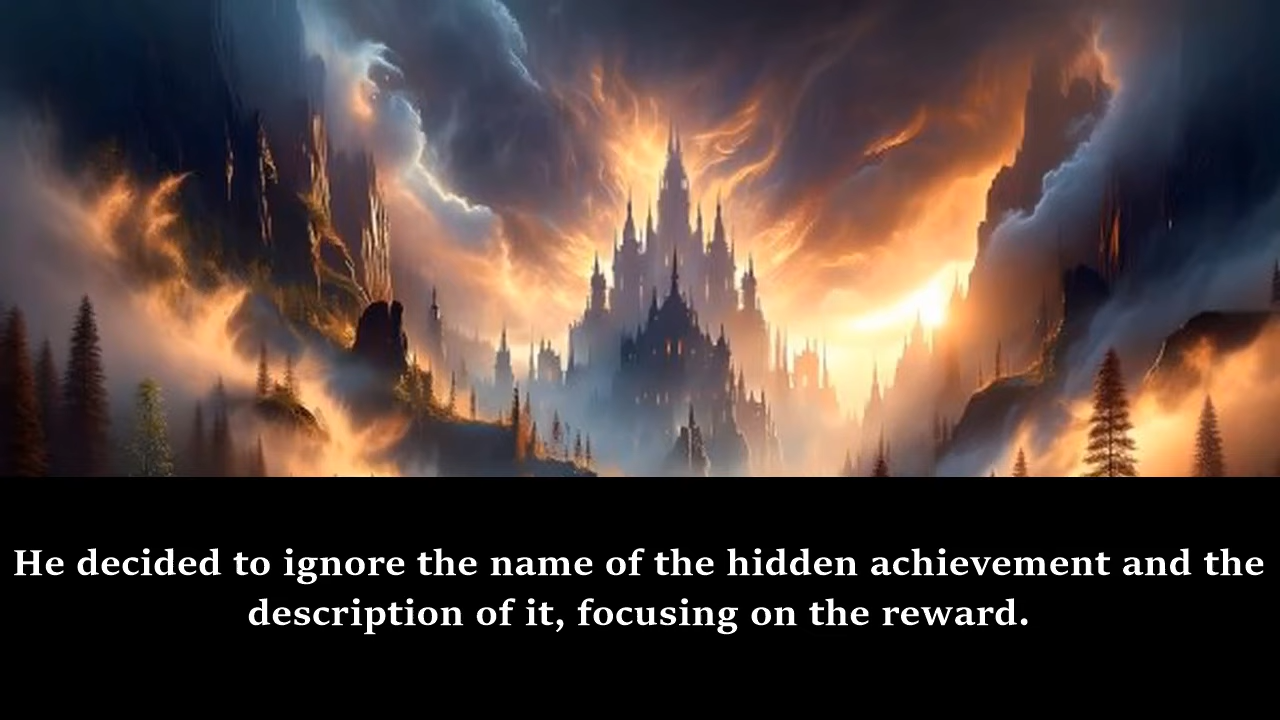 He decided to ignore the name of the hidden achievement and the
description of it, focusing on the reward.